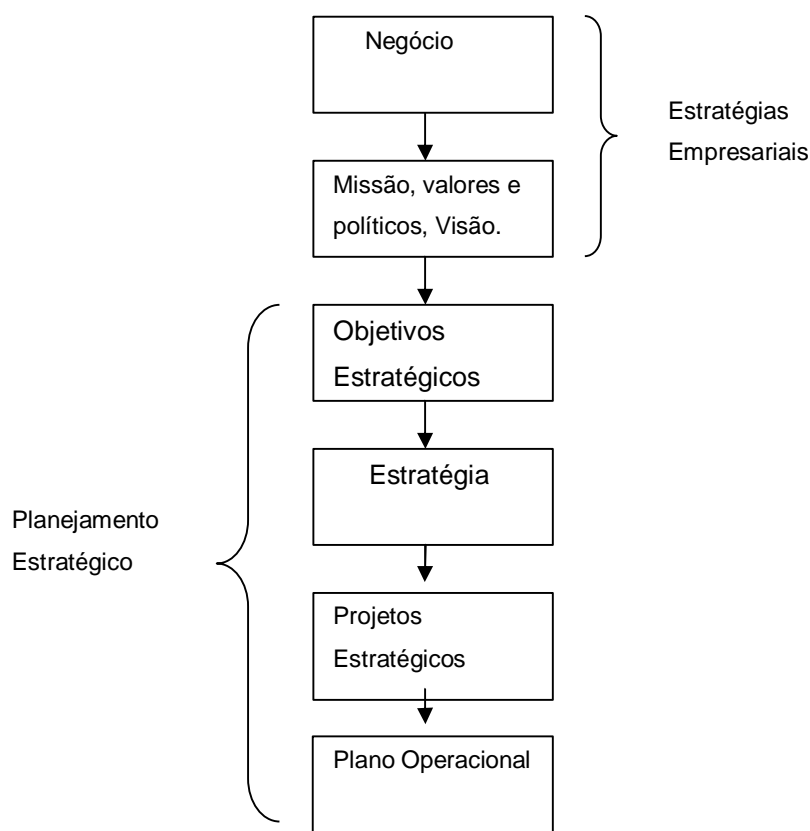 Negócio
Estratégias
Empresariais
Missão, valores e
políticos, Visão.
Objetivos
Estratégicos
Estratégia
Planejamento
Estratégico
Projetos
Estratégicos
Plano Operacional